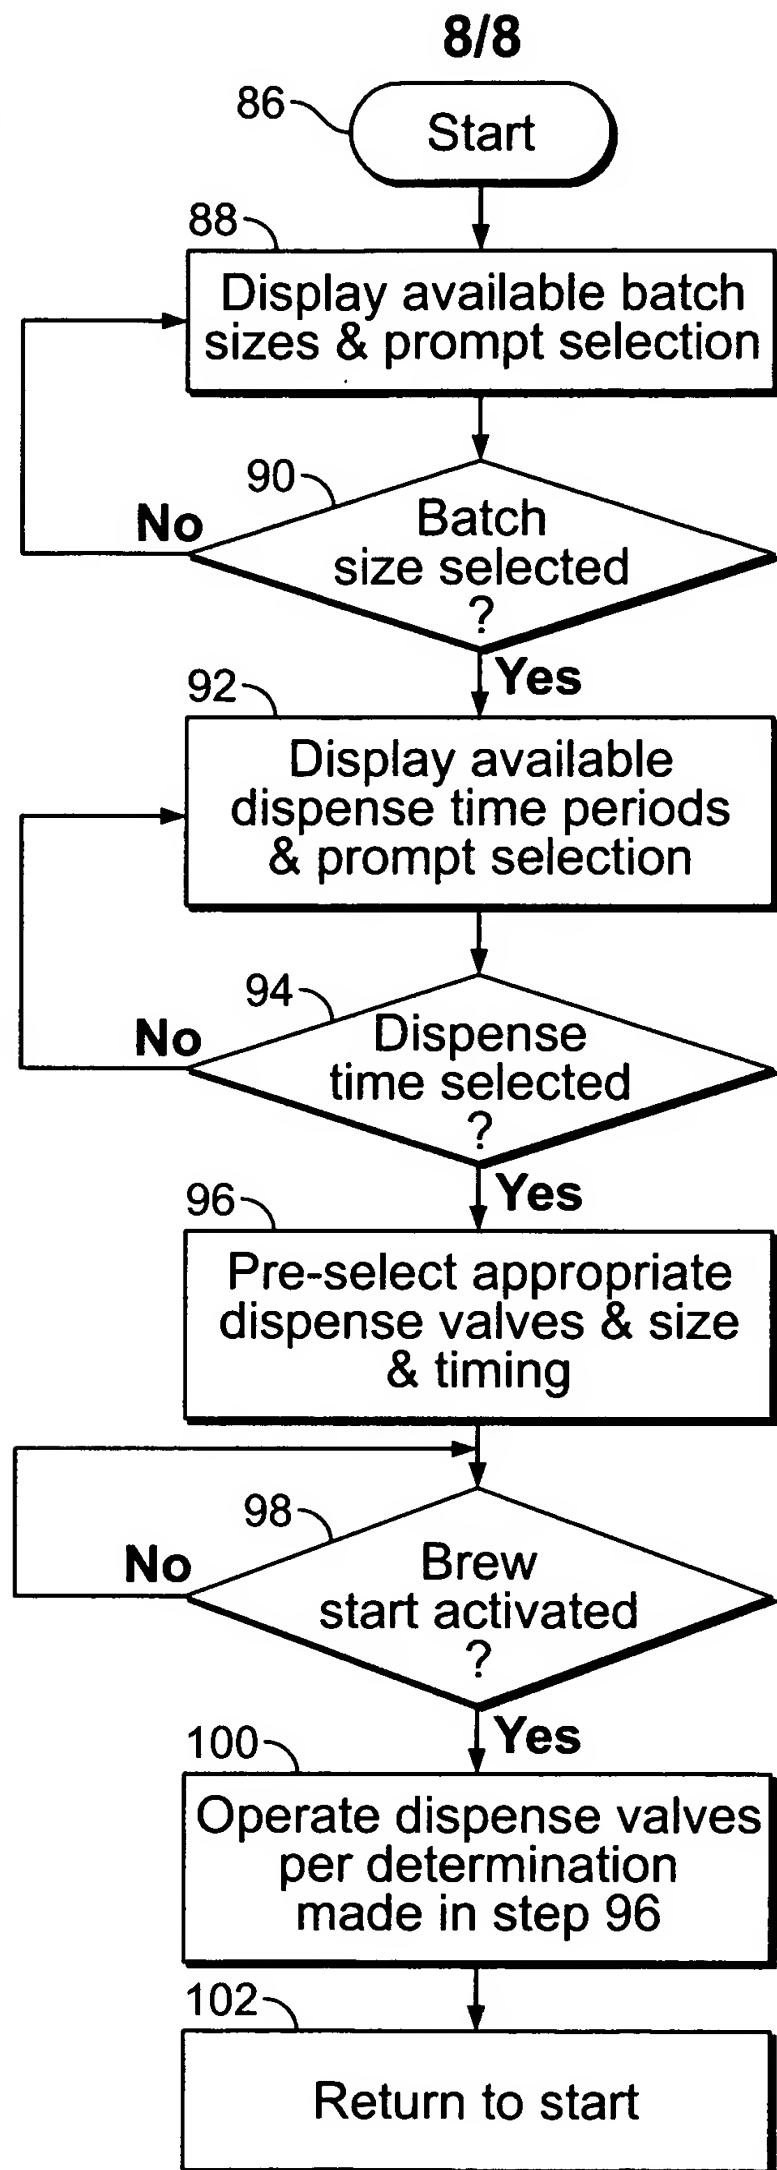 8/8
86
Start
88
Display available batch
sizes & prompt selection
90
No
Batch
size selected
?
Yes
92
Display available
dispense time periods
& prompt selection
94
No
Dispense
time selected
?
Yes
96
Pre-select appropriate
dispense valves & size
& timing
98
No
Brew
start activated
?
Yes
100
Operate dispense valves
per determination
made in step 96
102
Return to start